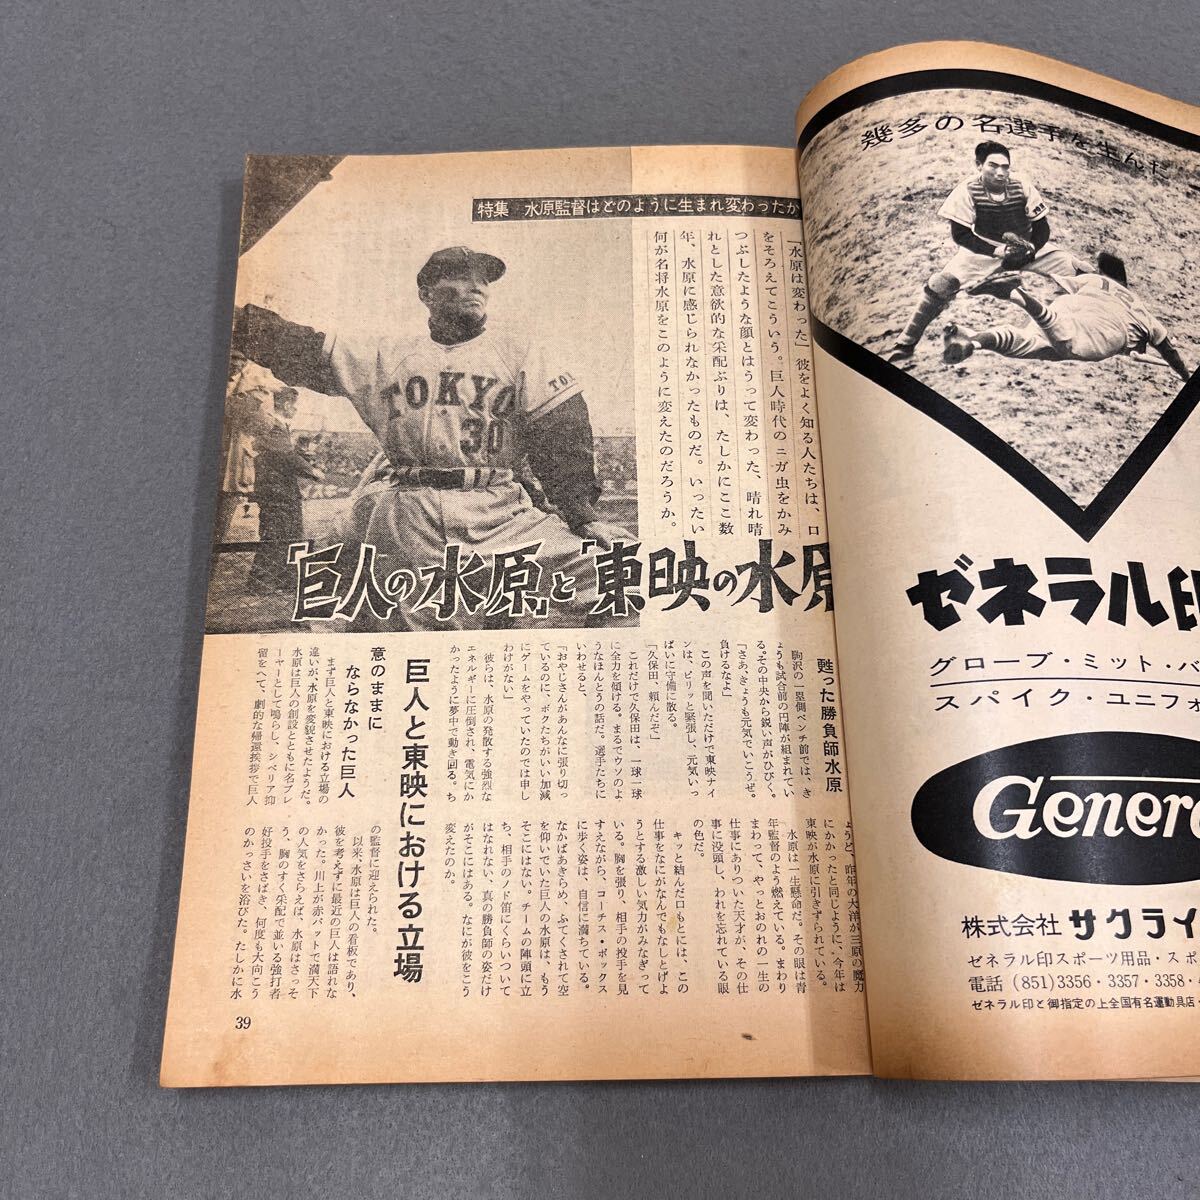 特集 水原監督はどのように生まれ変わったか
「水原は変わった」彼をよく知る人たちは、口
をそろえてこういう。巨人時代のニガ虫をかみ
つぶしたような顔とはうって変わった、晴れ晴
れとした意欲的な采配ぶりは、たしかにここ数
年、水原に感じられなかったものだ。いったい
何が名将水原をこのように変えたのだろうか。
TOKYO
30
TO
「巨人の水原」と「東映の水原
甦った勝負師水原
駒沢の一塁側ベンチ前では、き
ょうも試合前の円陣が組まれてい
る。その中央から鋭い声がひびく。
「さあ、きょうも元気でいこうぜ。
負けるなよ」
この声を聞いただけで東映ナイ
ンは、ピリッと緊張し、元気いっ
ぱいに守備に散る。
「久保田、頼んだぞ」
これだけで久保田は、一球一球
に全力を傾ける。まるでウソのよ
うなほんとうの話だ。選手たちに
いわせると、
『おやじさんがあんなに張り切っ
ているのに、ボクたちがいい加減
にゲームをやっていたのでは申し
わけがない」
彼らは、水原の発散する強烈な
エネルギーに圧倒され、電気にか
かったように夢中で動き回る。ち
ょうど、昨年の大洋が三原の魔力
にかかったと同じように、今年は
東映が水原に引きずられている。
水原は一生懸命だ。その眼は青
年監督のよう燃えている。まわり
まわって、やっとおのれの一生の
仕事にありついた天才が、その仕
事に没頭し、われを忘れている眼
の色だ。
キッと結んだ口もとには、この
仕事をなにがなんでもなしとげよ
うとする激しい気力がみなぎって
いる。胸を張り、相手の投手を見
すえながら、コーチス・ボックス
に歩く姿は、自信に満ちている。
なかばあきらめ、ふてくされて空
を仰いでいた巨人の水原は、もう
そこにはない。チームの陣頭に立
ち、相手のノド笛にくらいついて
はなれない、真の勝負師の姿だけ
がそこにはある。なにが彼をこう
変えたのか。
巨人と東映における立場
意のままに
ならなかった巨人
まず巨人と東映における立場の
違いが、水原を変貌させたようだ。
水原は巨人の創設とともに名プレ
ーヤーとして鳴らし、シベリア抑
留をへて、劇的な帰還挨拶で巨人
の監督に迎えられた。
以来、水原は巨人の看板であり、
彼を考えずに最近の巨人は語れな
かった。川上が赤バットで満天下
の人気をさらえば、水原はさっそ
う、胸のすく采配で並いる強打者
好投手をさばき、何度も大向こう
のかっさいを浴びた。たしかに水
39
幾多の名選手を生んだ
ゼネラル印
グローブ・ミット・バ
スパイク・ユニフォ
Gener
株式会社 サクライ
ゼネラル印スポーツ用品・スポ
電話 (851)3356・3357・3358・
ゼネラル印と御指定の上全国有名運動具店・